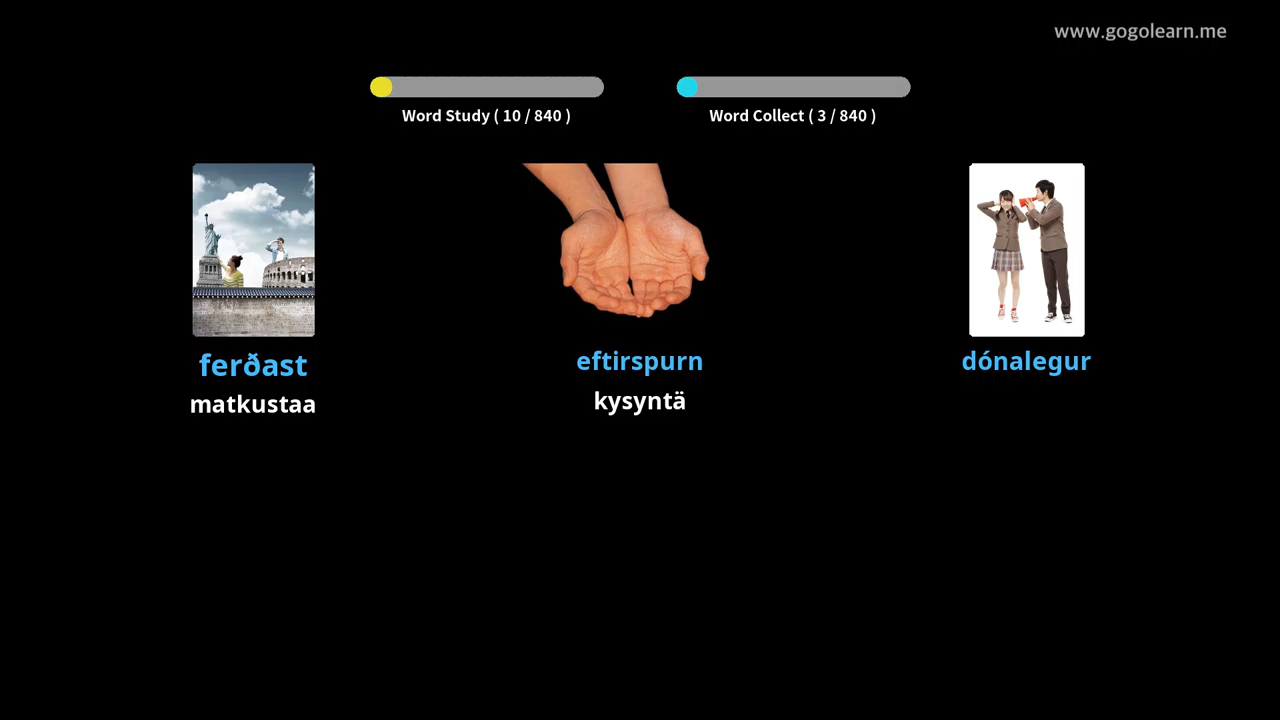 www.gogolearn.me
Word Study ( 10 / 840 )
Word Collect ( 3 / 840 )
ferðast
matkustaa
eftirspurn
kysyntä
dónalegur